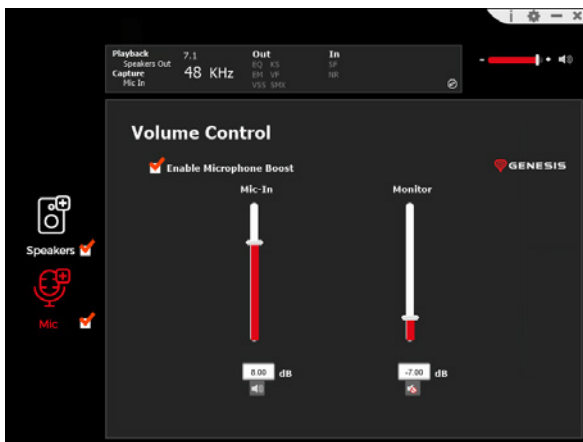 i
Playback 7.1 Out In
Speakers Out EQ KS SF
Capture 48 KHz EM VF NR
Mic In VSS SMX
Volume Control
Enable Microphone Boost
GENESIS
Mic-In Monitor
Speakers
Mic
8.00 dB -7.00 dB